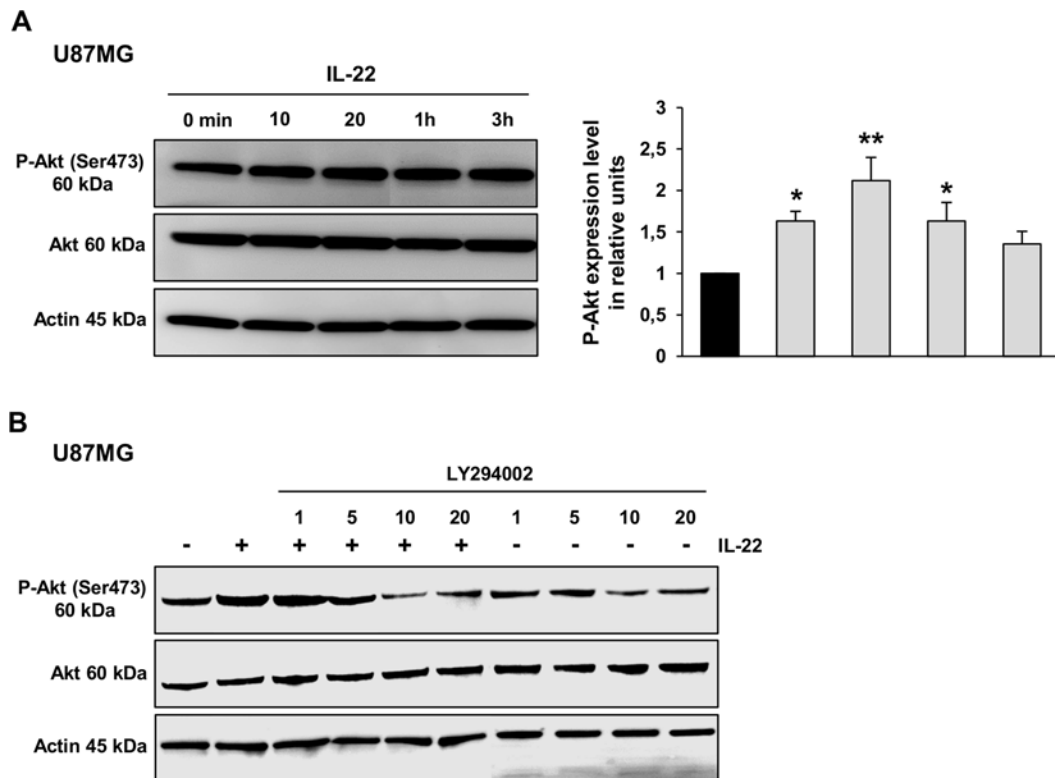 A
U87MG
IL-22
0 min 10 20 1h 3h
P-Akt (Ser473)
60 kDa
Akt 60 kDa
Actin 45 kDa
P-Akt expression level
in relative units
3
2,5
2
1,5
1
0,5
0
*
**
*
B
U87MG
LY294002
1 5 10 20 1 5 10 20
- + + + + + - - - - IL-22
P-Akt (Ser473)
60 kDa
Akt 60 kDa
Actin 45 kDa